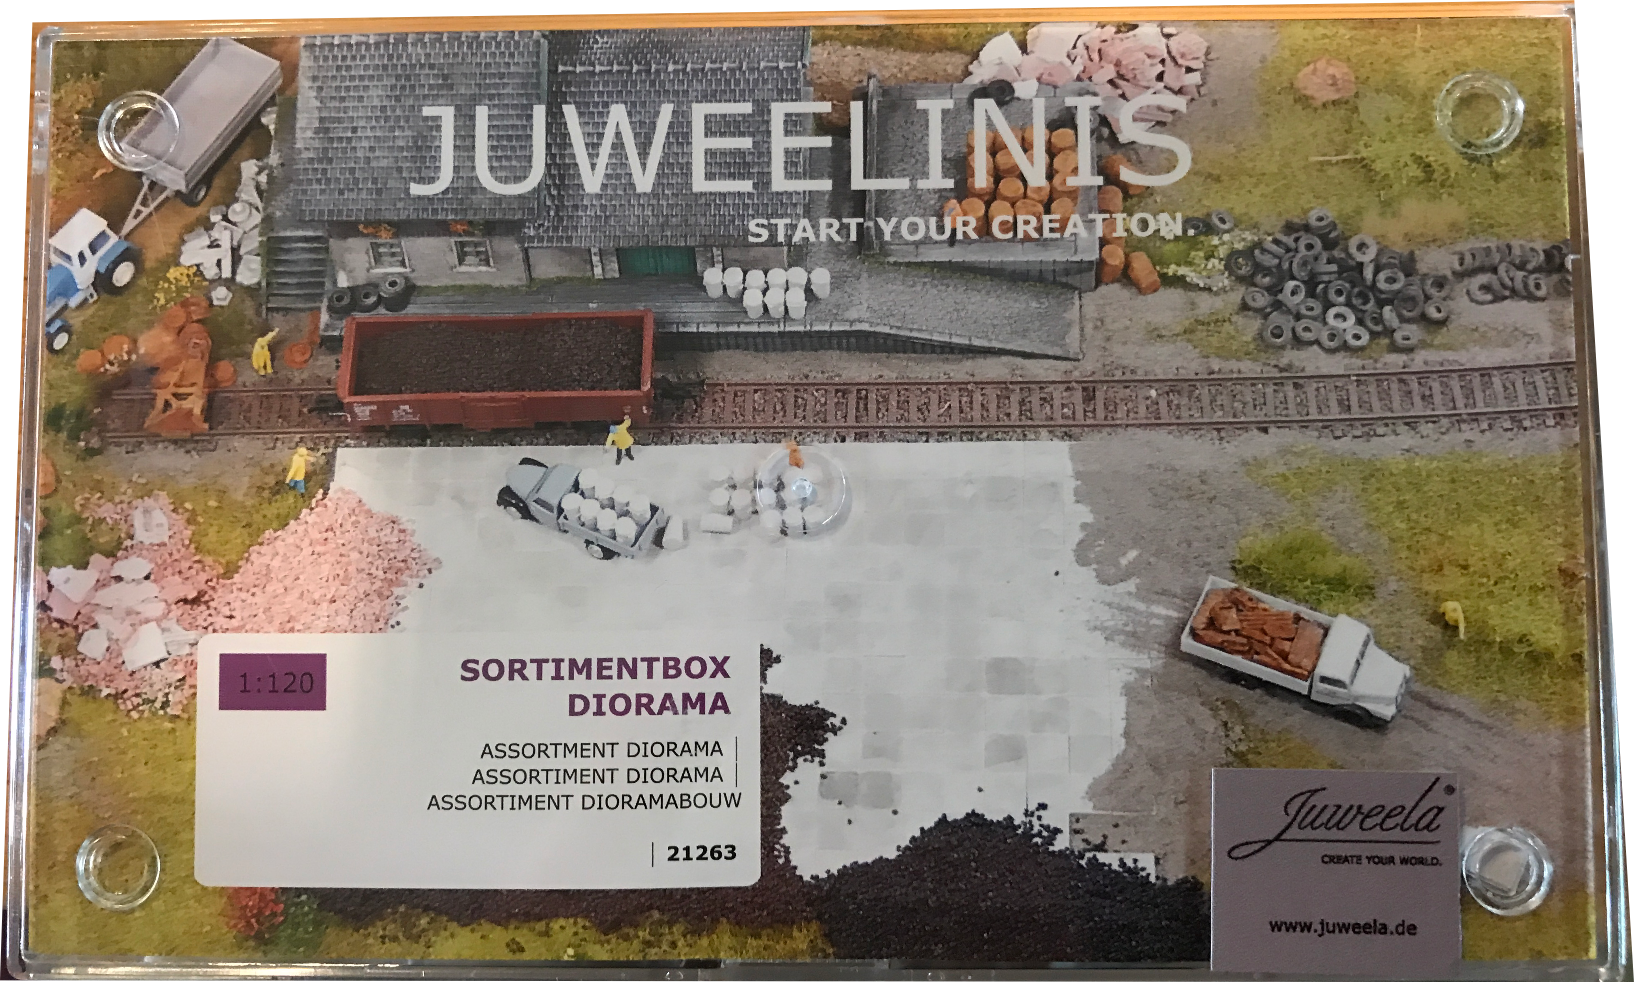 JUWEELINIS
START YOUR CREATION.
1:120
SORTIMENTBOX
DIORAMA
ASSORTMENT DIORAMA |
ASSORTIMENT DIORAMA |
ASSORTIMENT DIORAMABOUW
| 21263
Juweela®
CREATE YOUR WORLD.
www.juweela.de